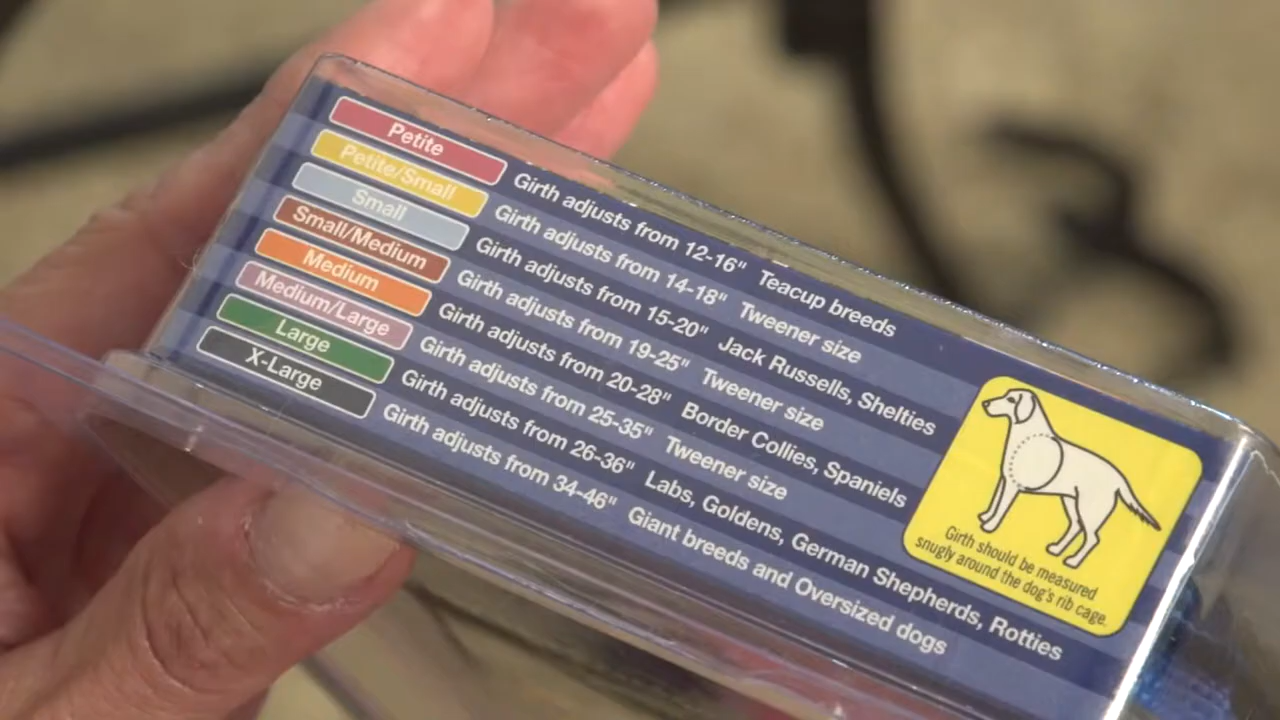 Petite Girth adjusts from 12-16" Teacup breeds
Petite/Small Girth adjusts from 14-18" Tweener size
Small Girth adjusts from 15-20" Jack Russells, Shelties
Small/Medium Girth adjusts from 19-25" Tweener size
Medium Girth adjusts from 20-28" Border Collies, Spaniels
Medium/Large Girth adjusts from 25-35" Tweener size
Large Girth adjusts from 26-36" Labs, Goldens, German Shepherds, Rotties
X-Large Girth adjusts from 34-46" Giant breeds and Oversized dogs
Girth should be measured
snugly around the dog's rib cage.